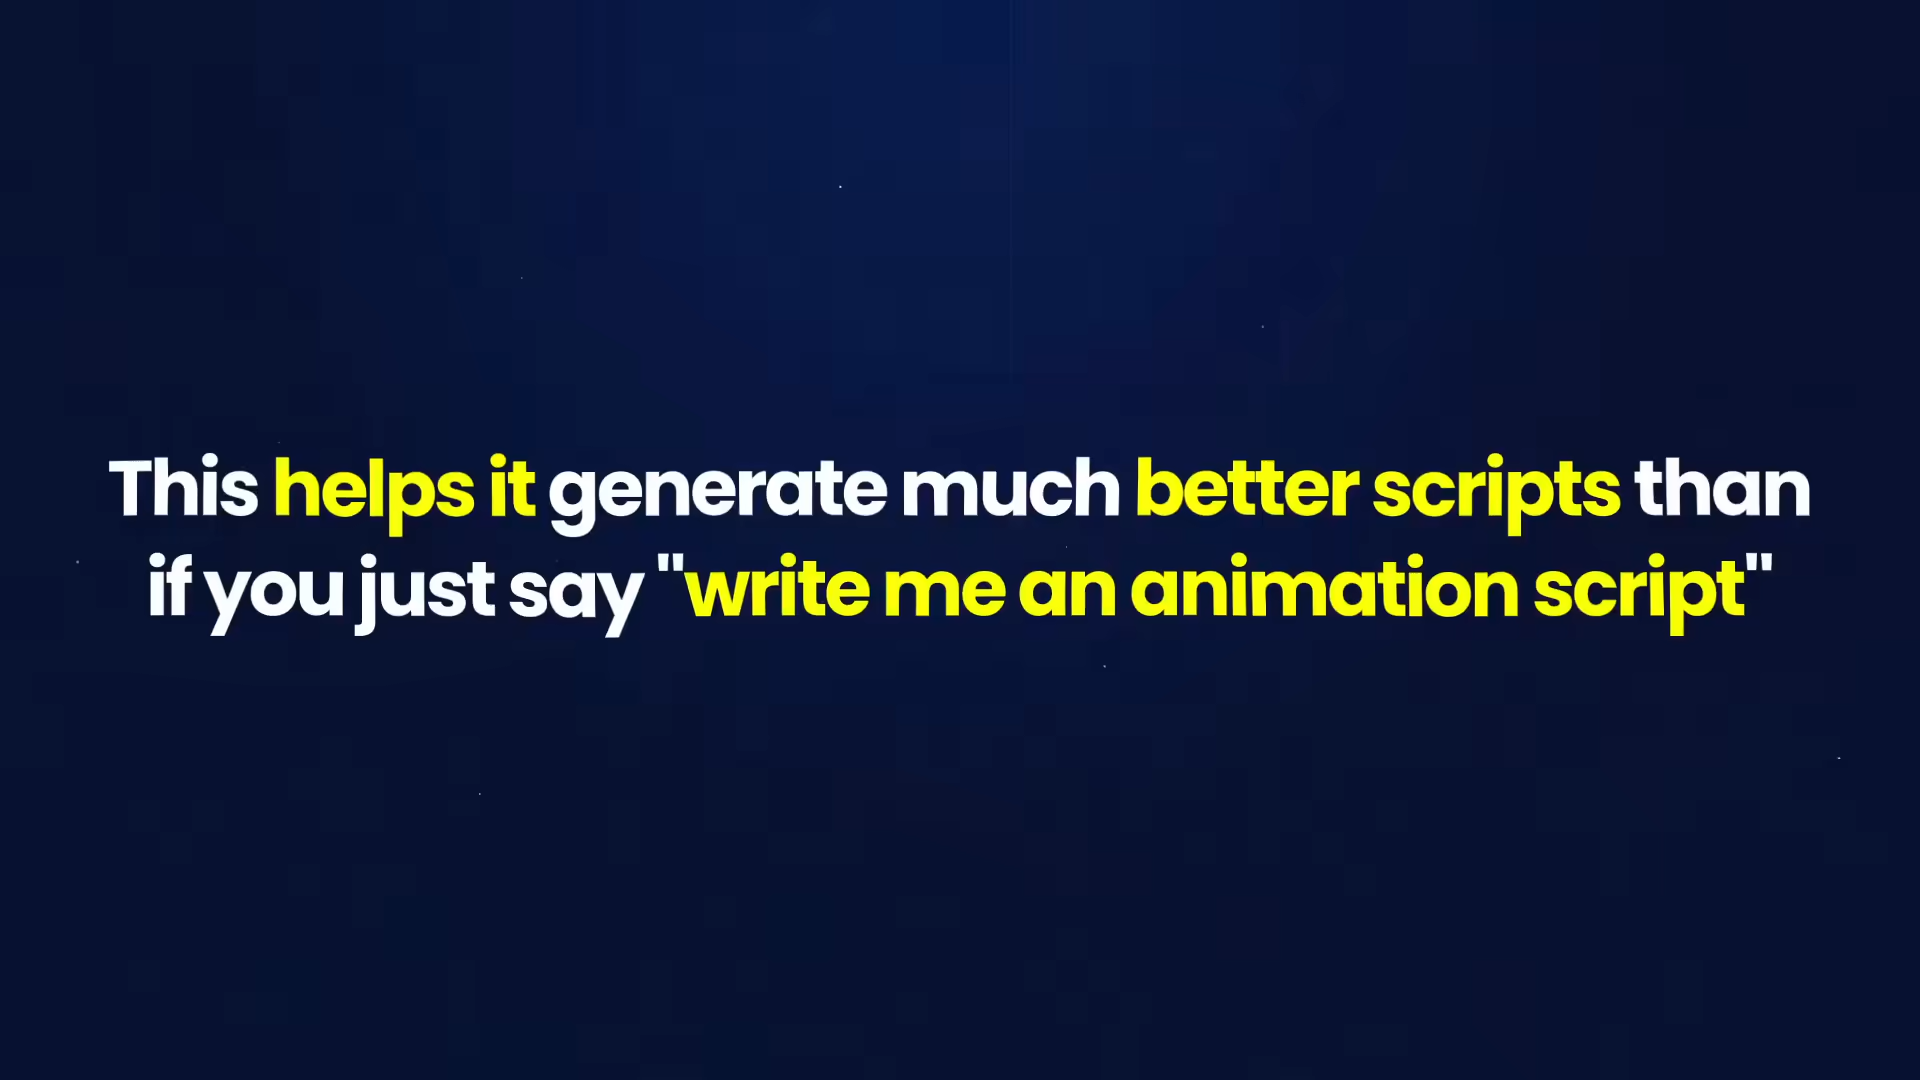 This helps it generate much better scripts than
if you just say "write me an animation script"